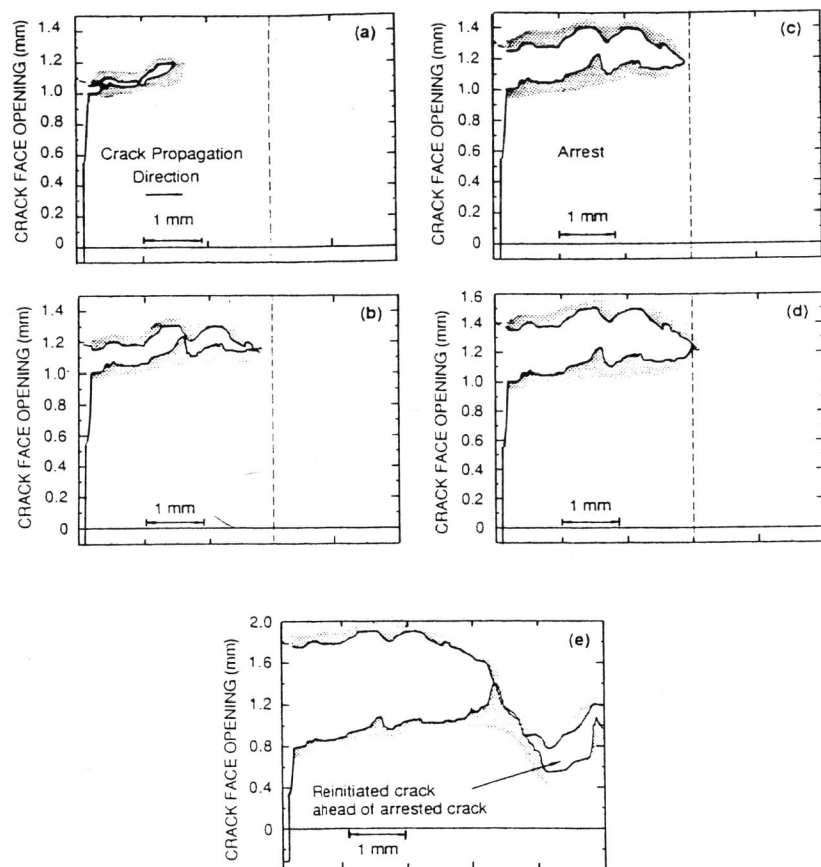 (a)
CRACK FACE OPENING (mm)
1.4
1.2
1.0
0.8
0.6
0.4
0.2
0
Crack Propagation
Direction
1 mm
(c)
CRACK FACE OPENING (mm)
1.4
1.2
1.0
0.8
0.6
0.4
0.2
0
Arrest
1 mm
(b)
CRACK FACE OPENING (mm)
1.4
1.2
1.0
0.8
0.6
0.4
0.2
0
1 mm
(d)
CRACK FACE OPENING (mm)
1.6
1.4
1.2
1.0
0.8
0.6
0.4
0.2
0
1 mm
(e)
CRACK FACE OPENING (mm)
2.0
1.6
1.2
0.8
0.4
0
Reinitiated crack
ahead of arrested crack
1 mm